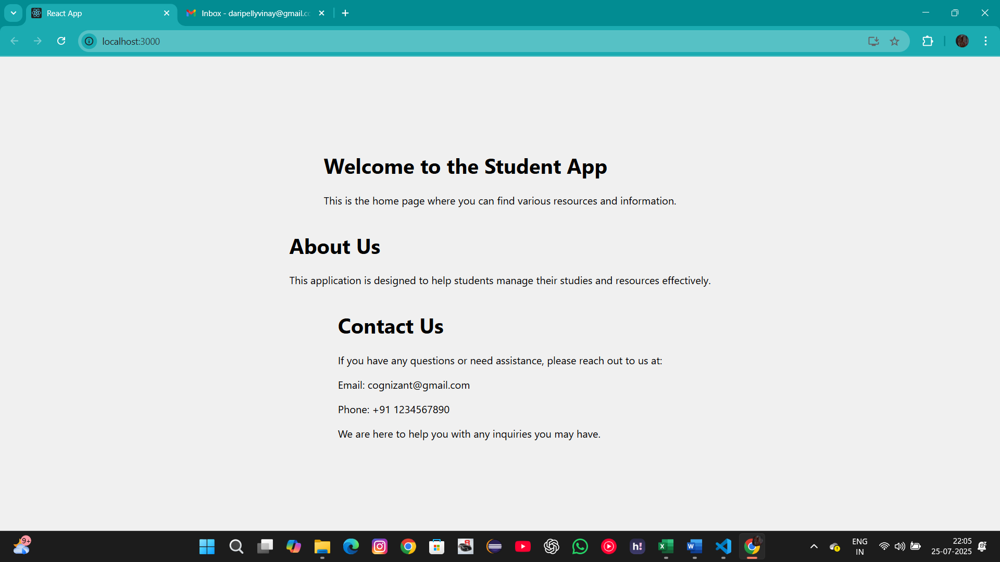 React App
Inbox - daripellyvinay@gmail.co
localhost:3000
Welcome to the Student App
This is the home page where you can find various resources and information.
About Us
This application is designed to help students manage their studies and resources effectively.
Contact Us
If you have any questions or need assistance, please reach out to us at:
Email: cognizant@gmail.com
Phone: +91 1234567890
We are here to help you with any inquiries you may have.
9+
h!
ENG
IN
22:05
25-07-2025